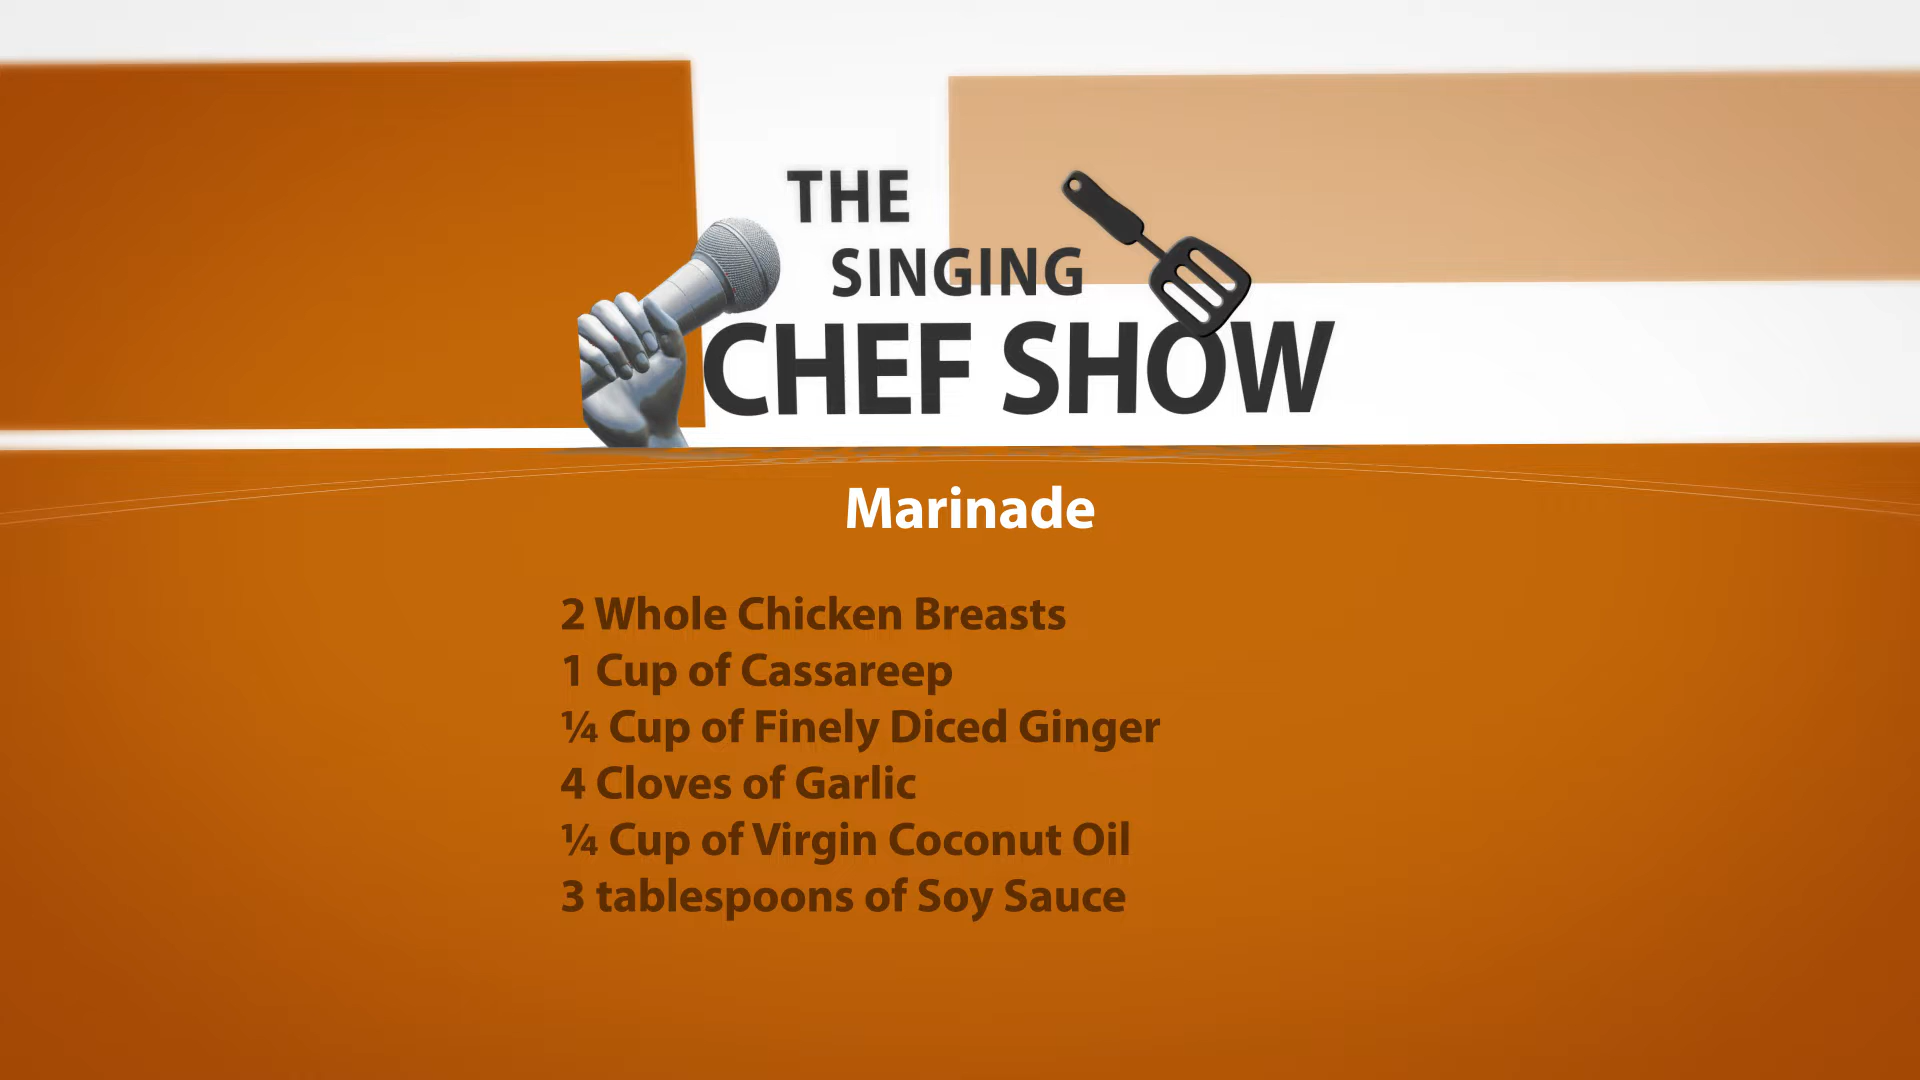 THE
SINGING
CHEF SHOW
Marinade
2 Whole Chicken Breasts
1 Cup of Cassareep
¼ Cup of Finely Diced Ginger
4 Cloves of Garlic
¼ Cup of Virgin Coconut Oil
3 tablespoons of Soy Sauce